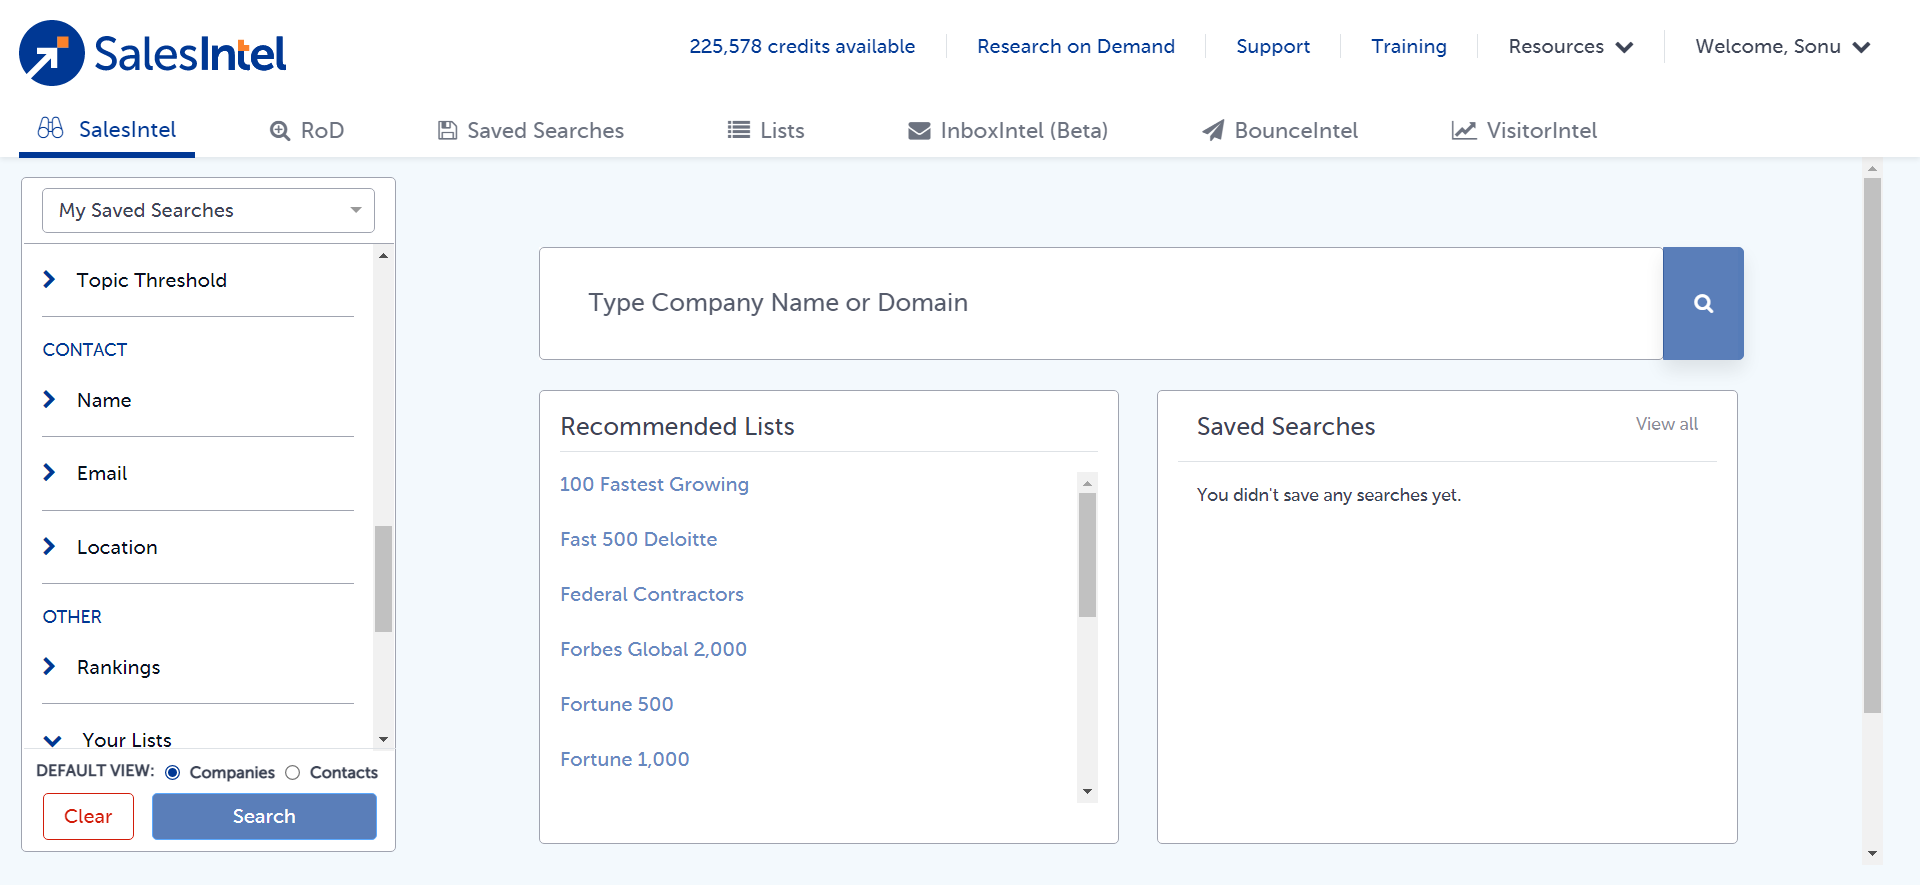 SalesIntel
225,578 credits available
Research on Demand
Support
Training
Resources
Welcome, Sonu
SalesIntel
RoD
Saved Searches
Lists
InboxIntel (Beta)
BounceIntel
VisitorIntel
My Saved Searches
Topic Threshold
CONTACT
Name
Email
Location
OTHER
Rankings
Your Lists
DEFAULT VIEW: Companies Contacts
Clear
Search
Type Company Name or Domain
Recommended Lists
100 Fastest Growing
Fast 500 Deloitte
Federal Contractors
Forbes Global 2,000
Fortune 500
Fortune 1,000
Saved Searches
View all
You didn't save any searches yet.